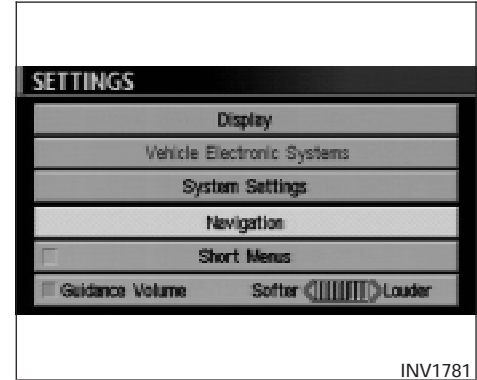 SETTINGS
Display
Vehicle Electronic Systems
System Settings
Navigation
Short Menus
Guidance Volume Softer Louder
INV1781